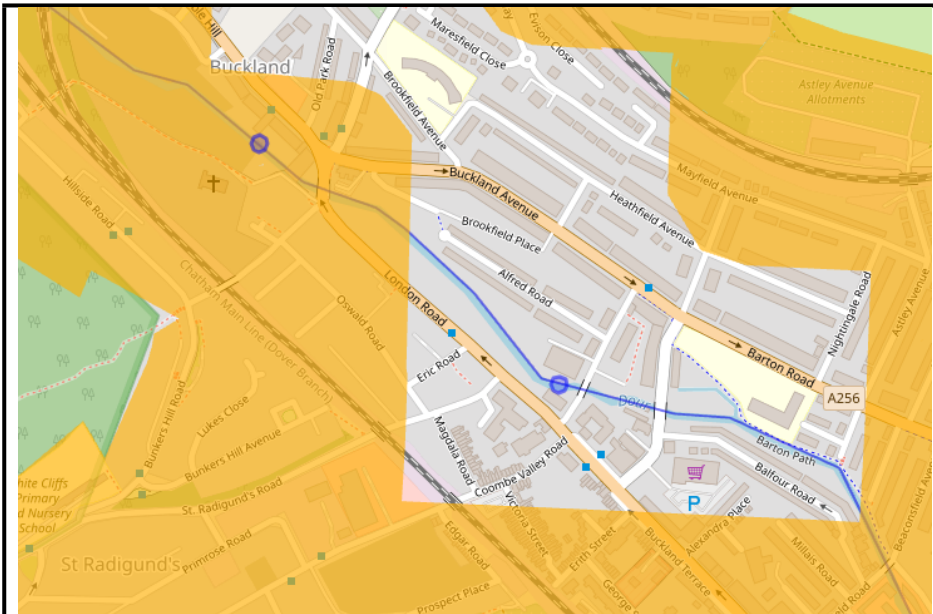 ble Hill
Maresfield Close
Evison Close
Buckland
Old Park Road
Brookfield Avenue
Astley Avenue
Allotments
Mayfield Avenue
Buckland Avenue
Heathfield Avenue
Hillside Road
Brookfield Place
Alfred Road
Chatham Main Line (Dover Branch)
London Road
Oswald Road
Nightingale Road
Astley Avenue
Eric Road
Barton Road
A256
Bunkers Hill Road
Lukes Close
Magdala Road
Dour
Barton Path
Bunkers Hill Avenue
Coombe Valley Road
Balfour Road
Beaconsfield Avenue
hite Cliffs
Primary
d Nursery
School
St. Radigund's Road
Victoria Street
P
Alexandra Place
Edgar Road
Erith Street
Buckland Terrace
Millais Road
Primrose Road
St Radigund's
Prospect Place
George